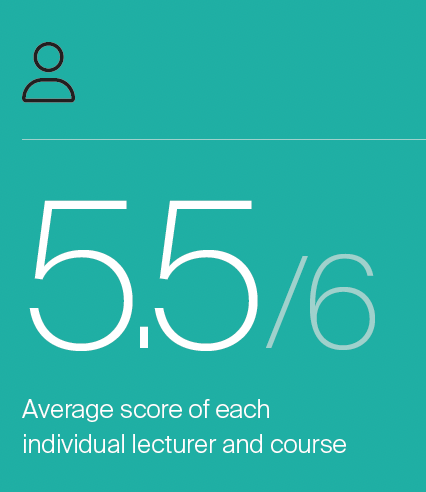 5.5/6
Average score of each
individual lecturer and course